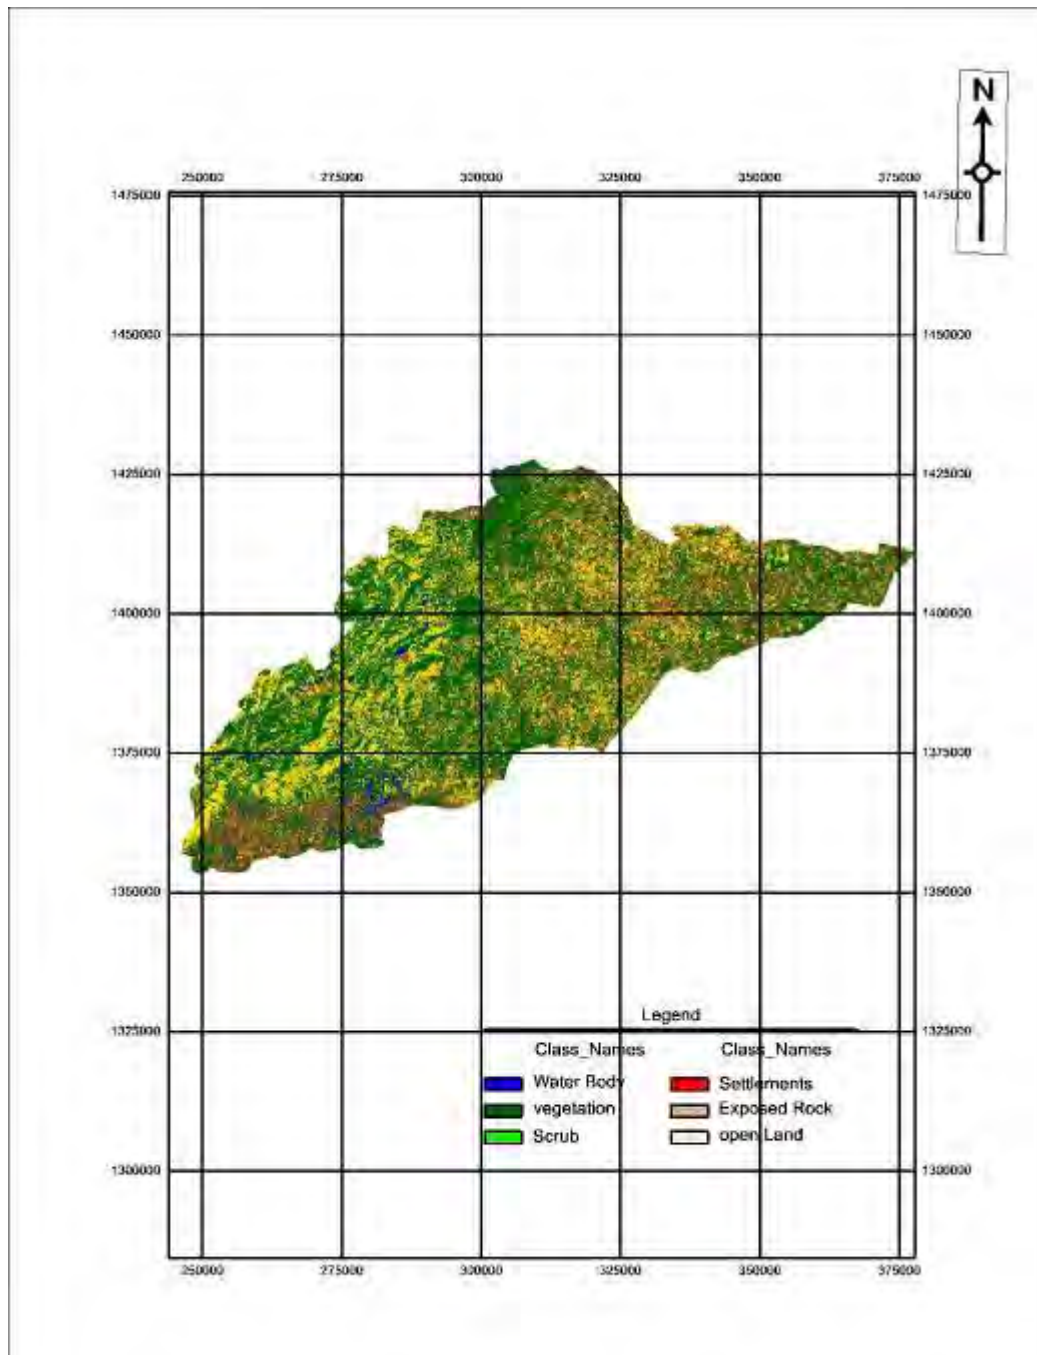 N
250000 275000 300000 325000 350000 375000
1475000 1475000
1450000 1450000
1425000 1425000
1400000 1400000
1375000 1375000
1350000 1350000
Legend
1325000 1325000
Class_Names Class_Names
Water Body Settlements
vegetation Exposed Rock
Scrub open Land
1300000 1300000
250000 275000 300000 325000 350000 375000